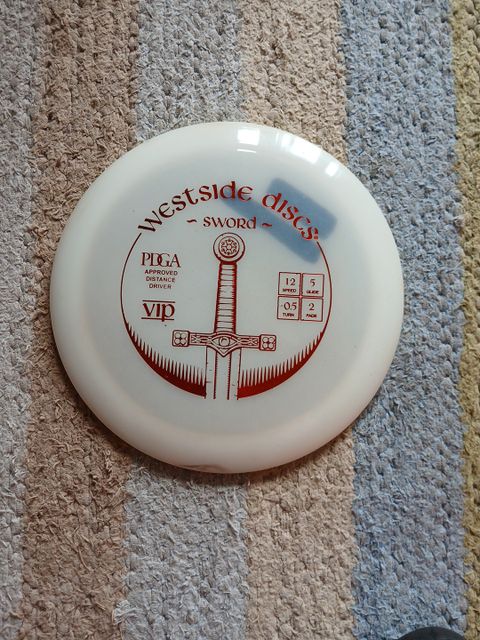 Westside Discs
~ SWORD ~
PDGA
APPROVED
DISTANCE
DRIVER
VIP
12 5
SPEED GLIDE
-0.5 2
TURN FADE